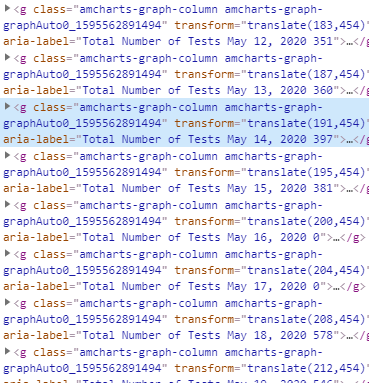 <g class="amcharts-graph-column amcharts-graph-
graphAuto0_1595562891494" transform="translate(183,454)"
aria-label="Total Number of Tests May 12, 2020 351">…</g
<g class="amcharts-graph-column amcharts-graph-
graphAuto0_1595562891494" transform="translate(187,454)"
aria-label="Total Number of Tests May 13, 2020 360">…</g
<g class="amcharts-graph-column amcharts-graph-
graphAuto0_1595562891494" transform="translate(191,454)"
aria-label="Total Number of Tests May 14, 2020 397">…</g
<g class="amcharts-graph-column amcharts-graph-
graphAuto0_1595562891494" transform="translate(195,454)"
aria-label="Total Number of Tests May 15, 2020 381">…</g
<g class="amcharts-graph-column amcharts-graph-
graphAuto0_1595562891494" transform="translate(200,454)"
aria-label="Total Number of Tests May 16, 2020 0">…</g>
<g class="amcharts-graph-column amcharts-graph-
graphAuto0_1595562891494" transform="translate(204,454)"
aria-label="Total Number of Tests May 17, 2020 0">…</g>
<g class="amcharts-graph-column amcharts-graph-
graphAuto0_1595562891494" transform="translate(208,454)"
aria-label="Total Number of Tests May 18, 2020 578">…</g
<g class="amcharts-graph-column amcharts-graph-
graphAuto0_1595562891494" transform="translate(212,454)"